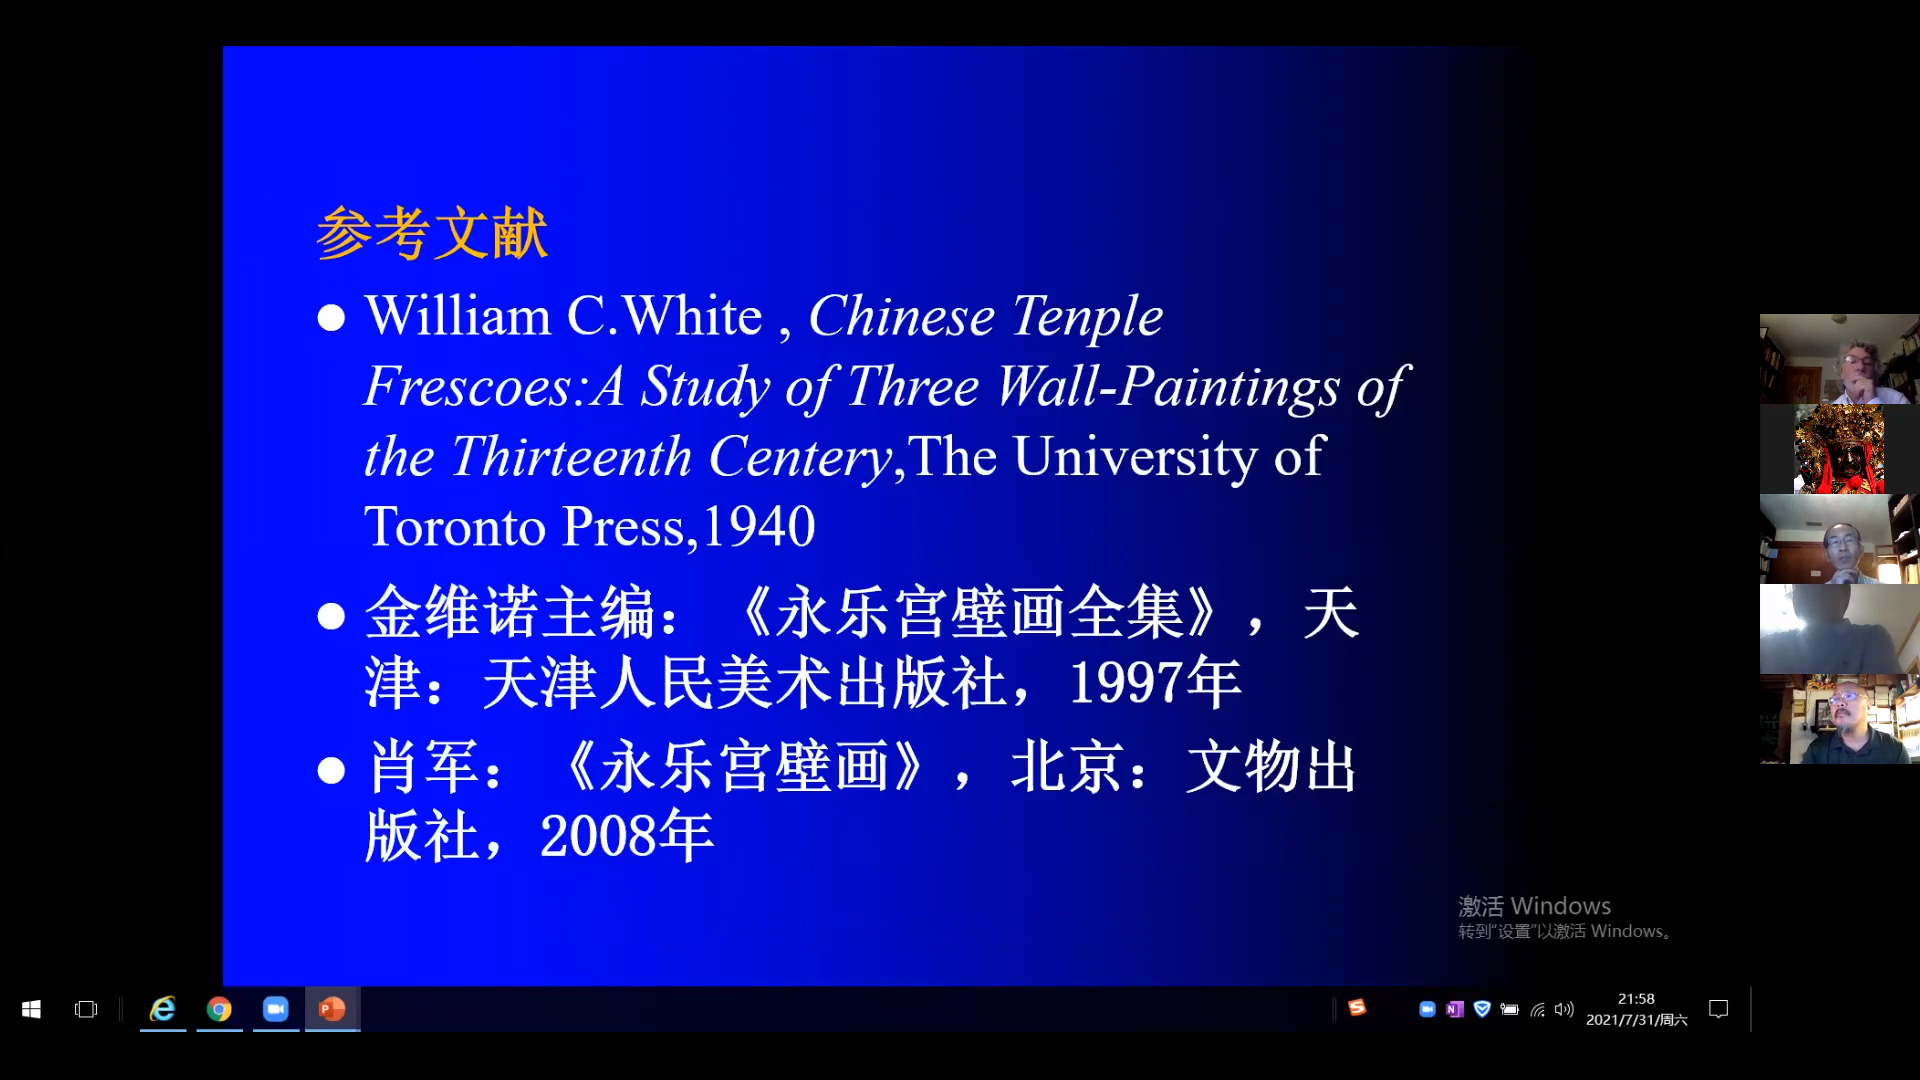 参考文献
William C.White , Chinese Tenple
Frescoes:A Study of Three Wall-Paintings of
the Thirteenth Centery,The University of
Toronto Press,1940
金维诺主编：《永乐宫壁画全集》，天
津：天津人民美术出版社，1997年
肖军：《永乐宫壁画》，北京：文物出
版社，2008年
激活 Windows
转到“设置”以激活 Windows。
21:58
2021/7/31/周六